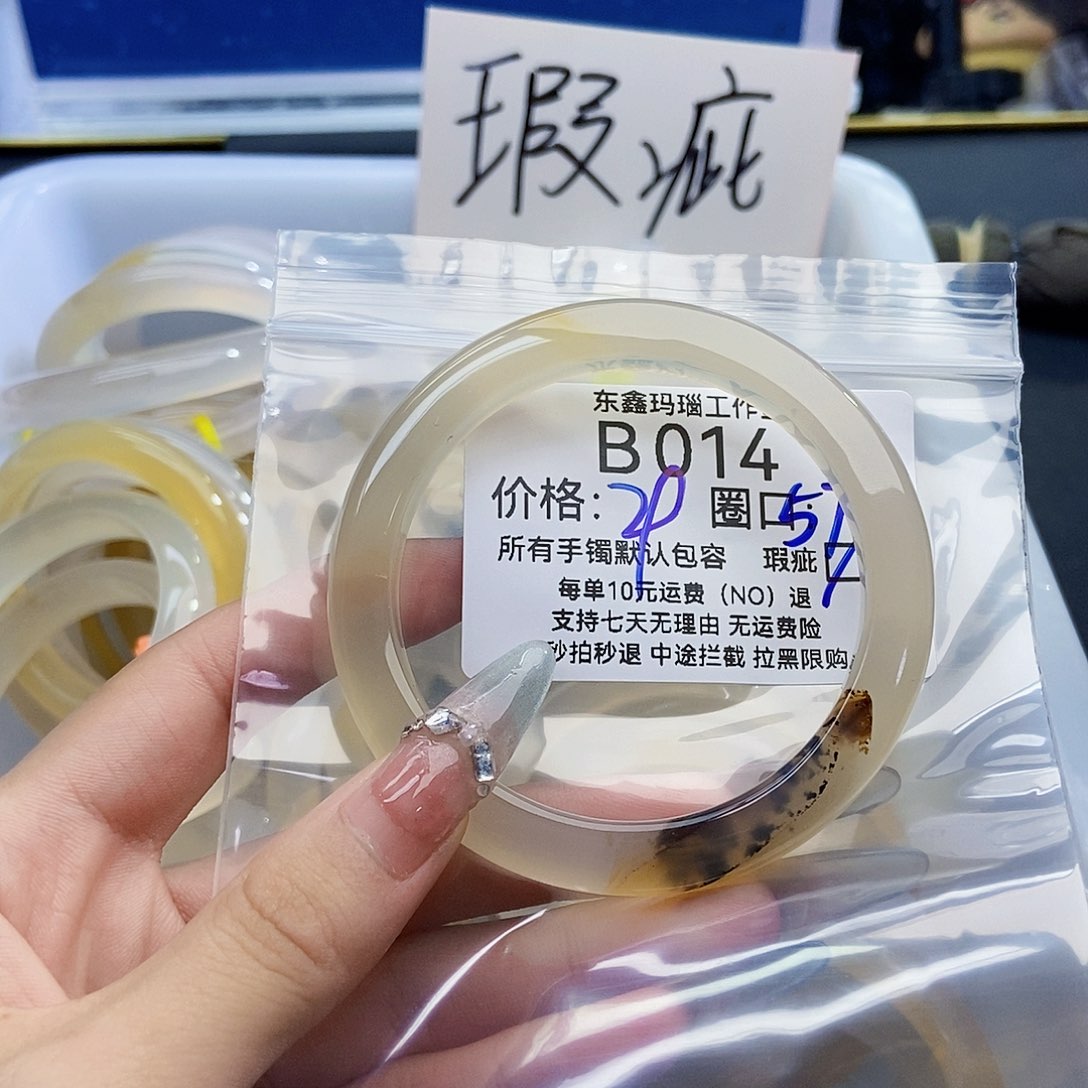 瑕疵
东鑫玛瑙工作
B014
价格：29 圈口：57
所有手镯默认包容 瑕疵
每单10元运费（NO）退
支持七天无理由 无运费险
秒拍秒退 中途拦截 拉黑限购